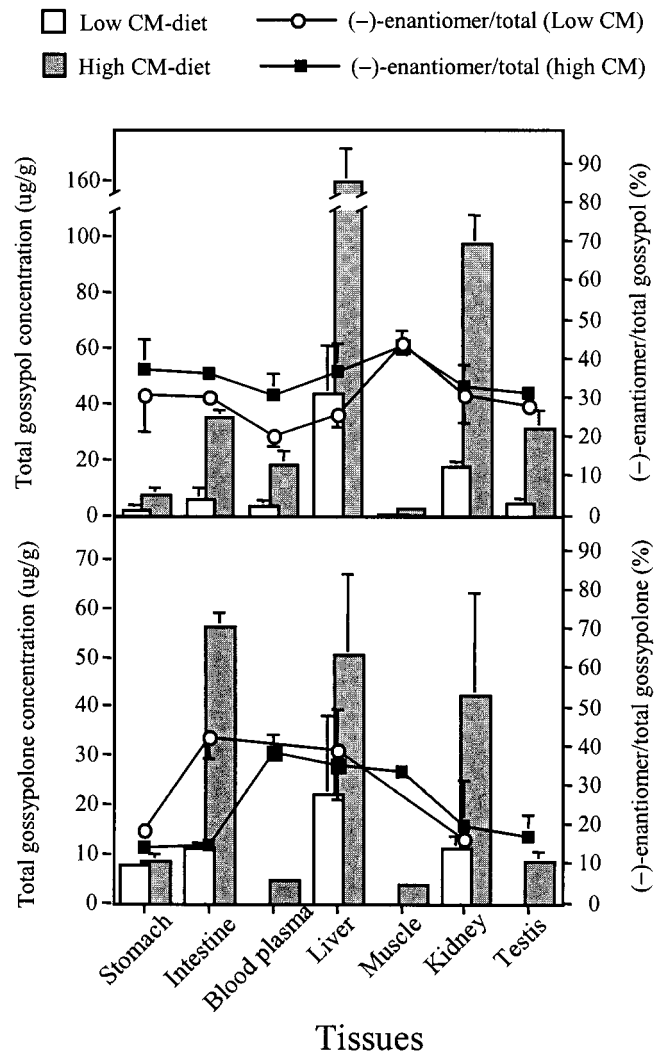 Low CM-diet
(−)-enantiomer/total (Low CM)
High CM-diet
(−)-enantiomer/total (high CM)
Total gossypol concentration (ug/g)
160
100
80
60
40
20
0
90
80
70
60
50
40
30
20
10
0
(−)-enantiomer/total gossypol (%)
Total gossypolone concentration (ug/g)
70
60
50
40
30
20
10
0
90
80
70
60
50
40
30
20
10
0
(−)-enantiomer/total gossypolone (%)
Stomach
Intestine
Blood plasma
Liver
Muscle
Kidney
Testis
Tissues